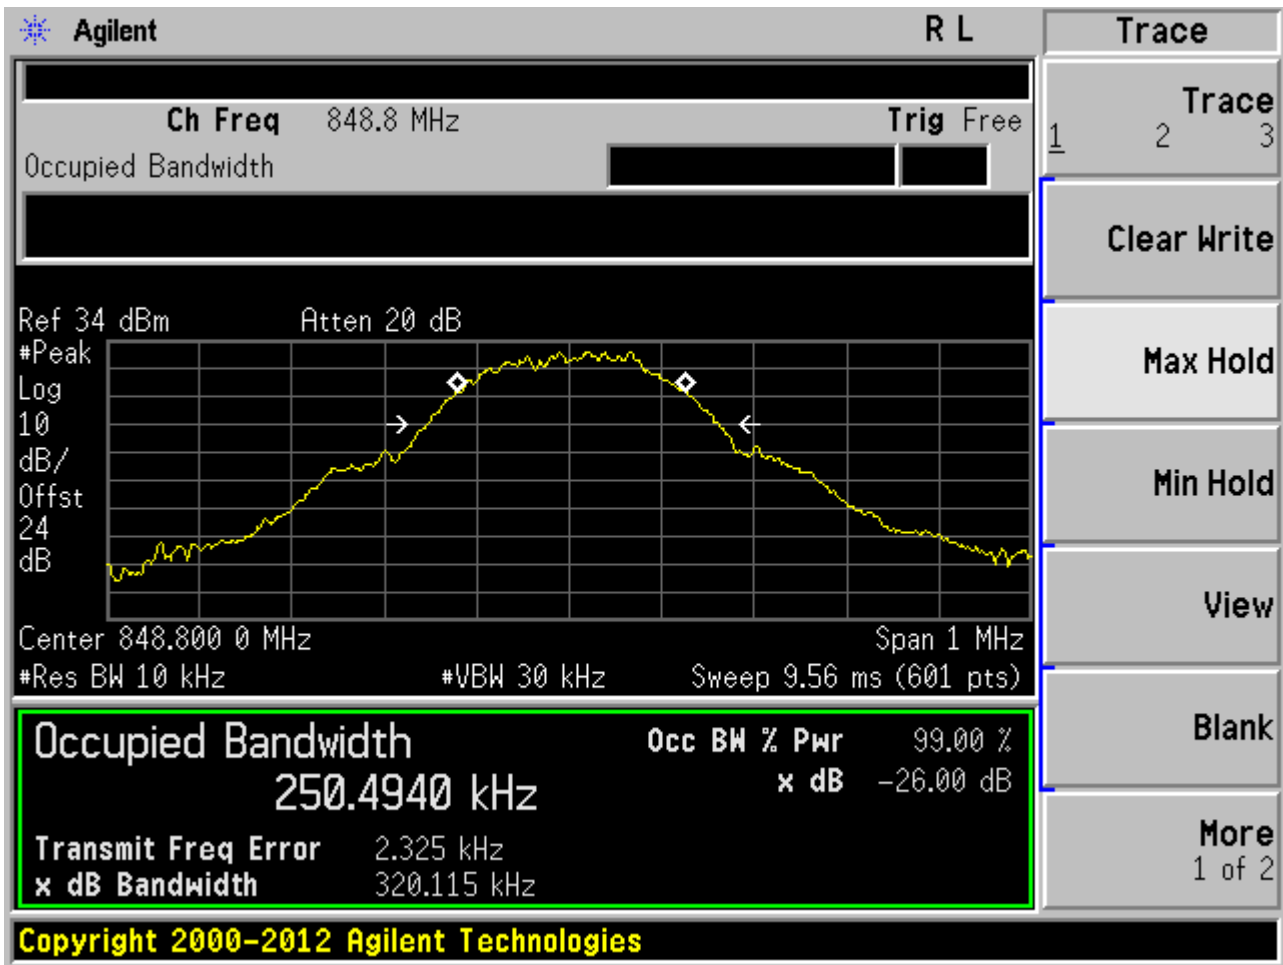 Agilent R L Trace
Ch Freq 848.8 MHz Trig Free
Occupied Bandwidth
Trace
1 2 3
Clear Write
Max Hold
Min Hold
View
Blank
More
1 of 2
Ref 34 dBm Atten 20 dB
#Peak
Log
10
dB/
Offst
24
dB
Center 848.800 0 MHz Span 1 MHz
#Res BW 10 kHz #VBW 30 kHz Sweep 9.56 ms (601 pts)
Occupied Bandwidth Occ BW % Pwr 99.00 %
250.4940 kHz x dB -26.00 dB
Transmit Freq Error 2.325 kHz
x dB Bandwidth 320.115 kHz
Copyright 2000-2012 Agilent Technologies